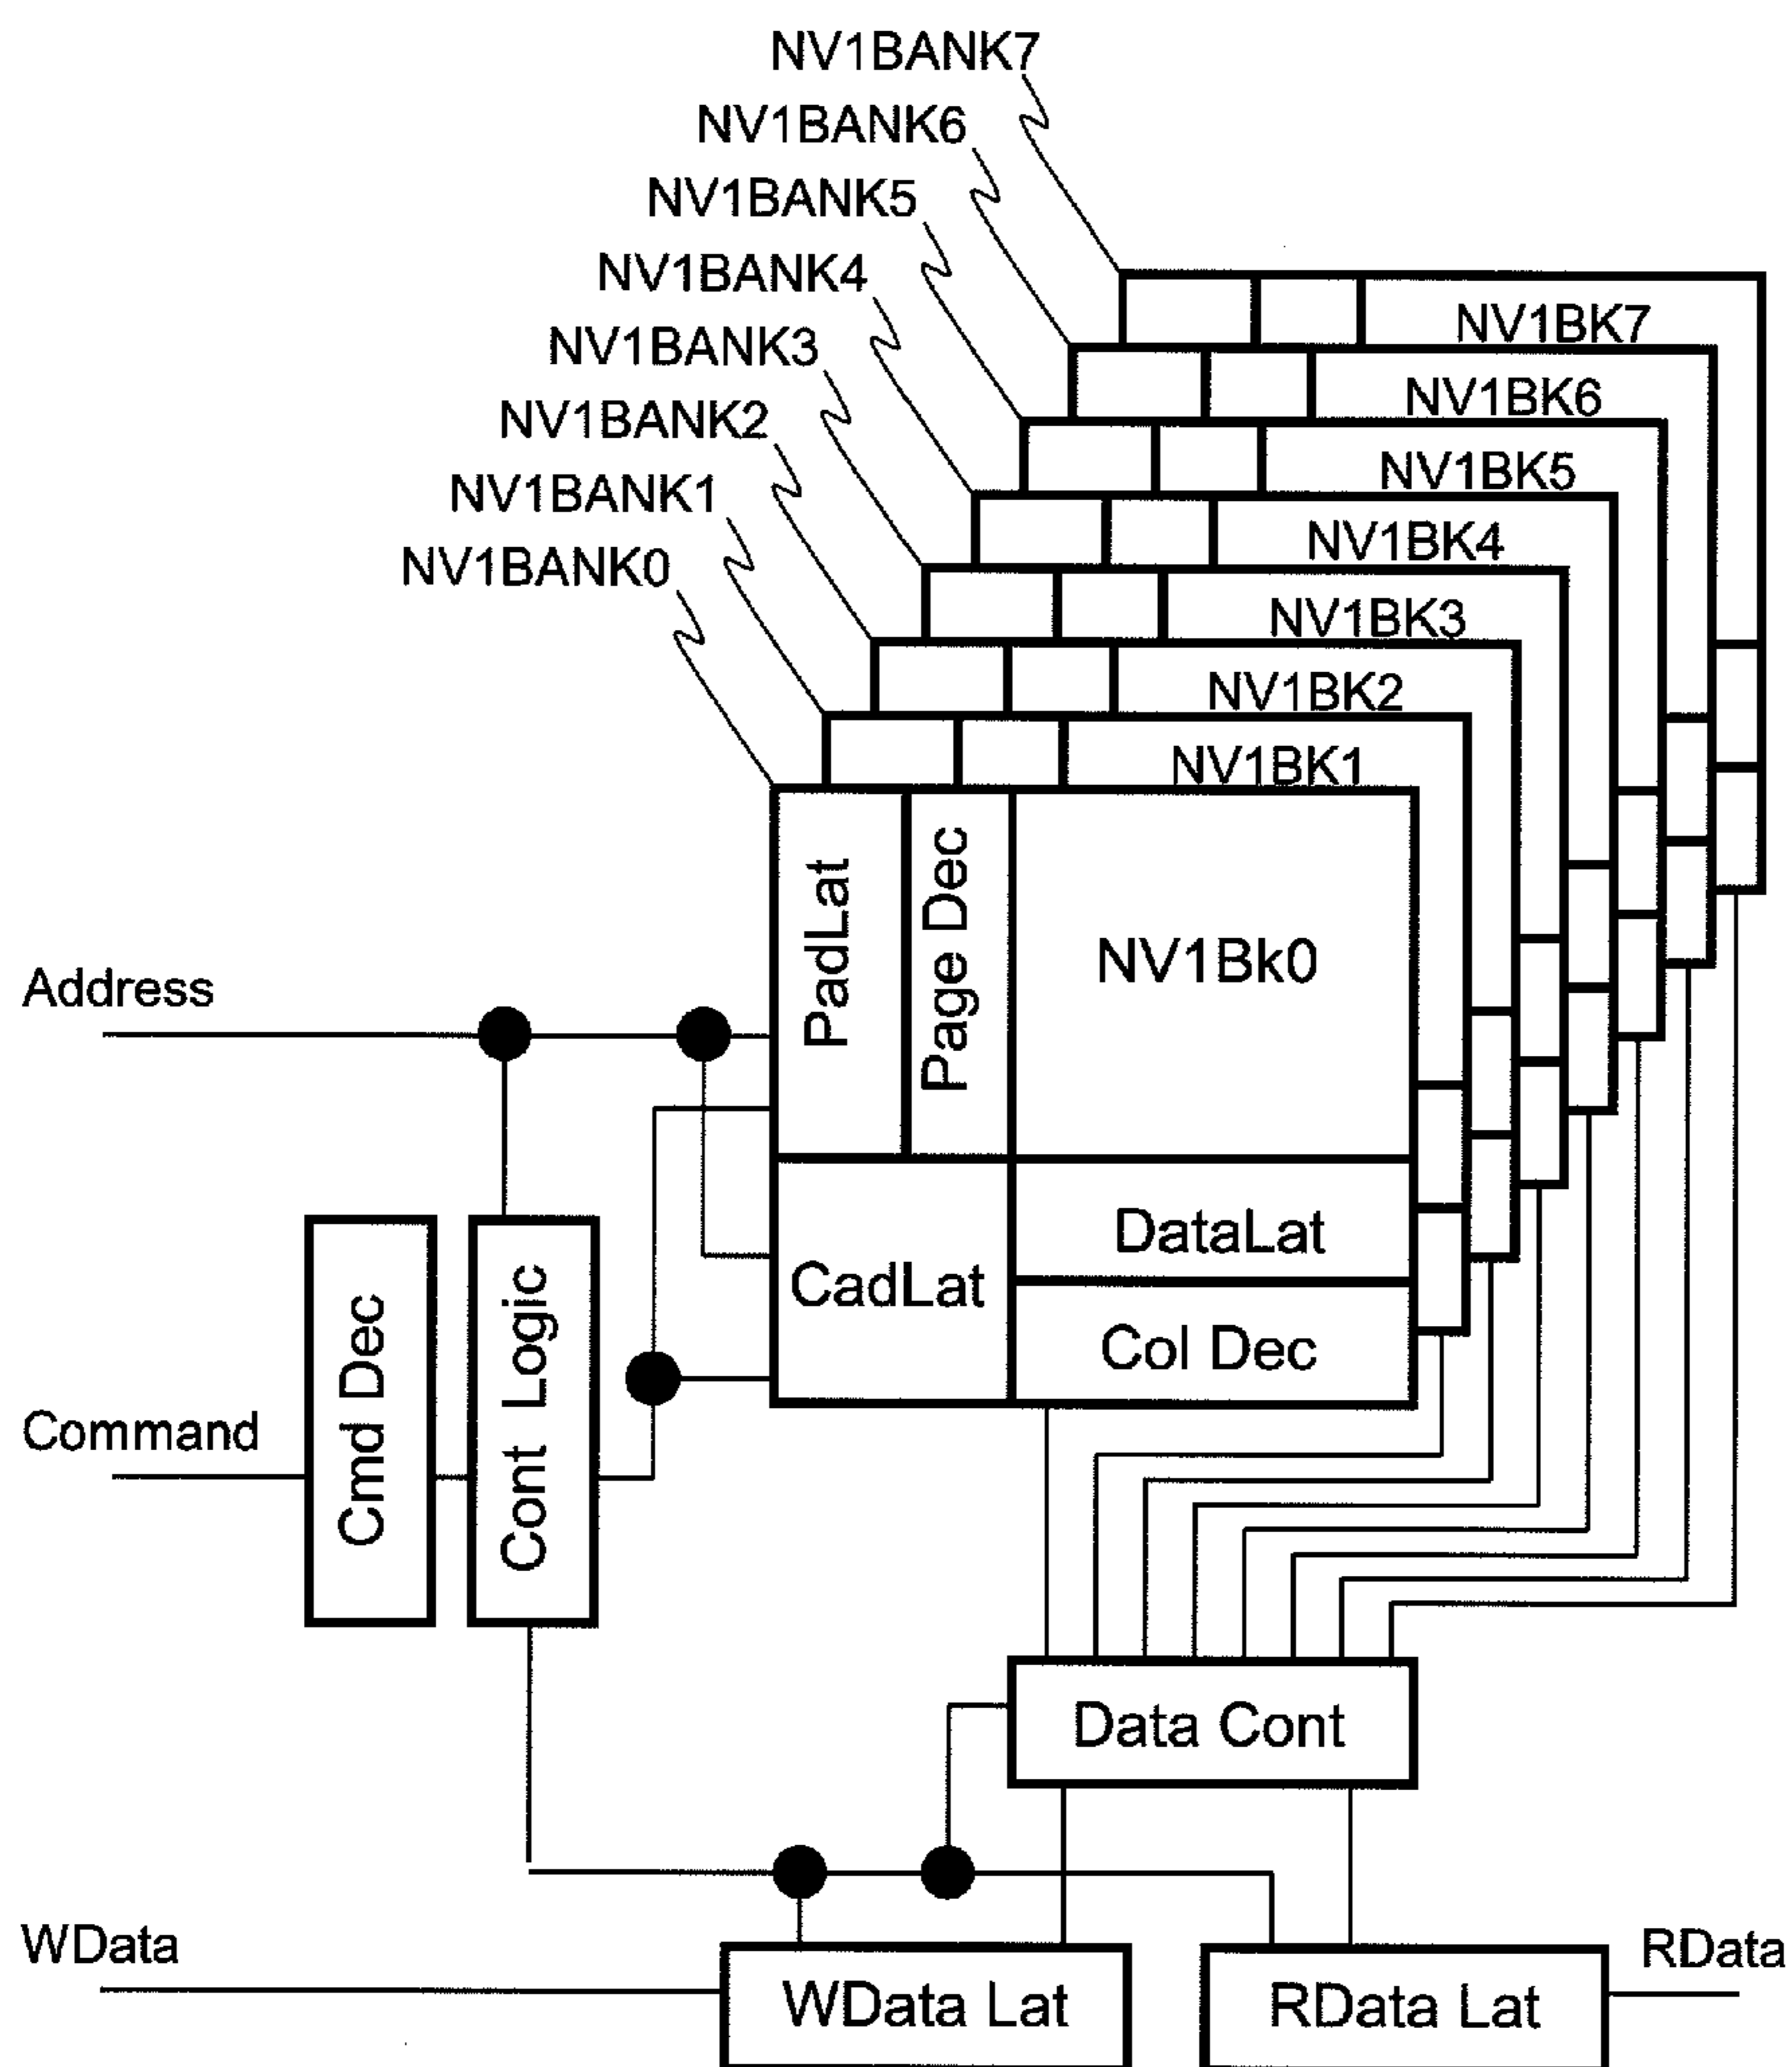 NV1BANK7
NV1BANK6
NV1BANK5
NV1BANK4
NV1BANK3
NV1BANK2
NV1BANK1
NV1BANK0
NV1BK7
NV1BK6
NV1BK5
NV1BK4
NV1BK3
NV1BK2
NV1BK1
PadLat
Page Dec
NV1Bk0
Address
DataLat
CadLat
Col Dec
Command
Cmd Dec
Cont Logic
Data Cont
WData
RData
WData Lat
RData Lat